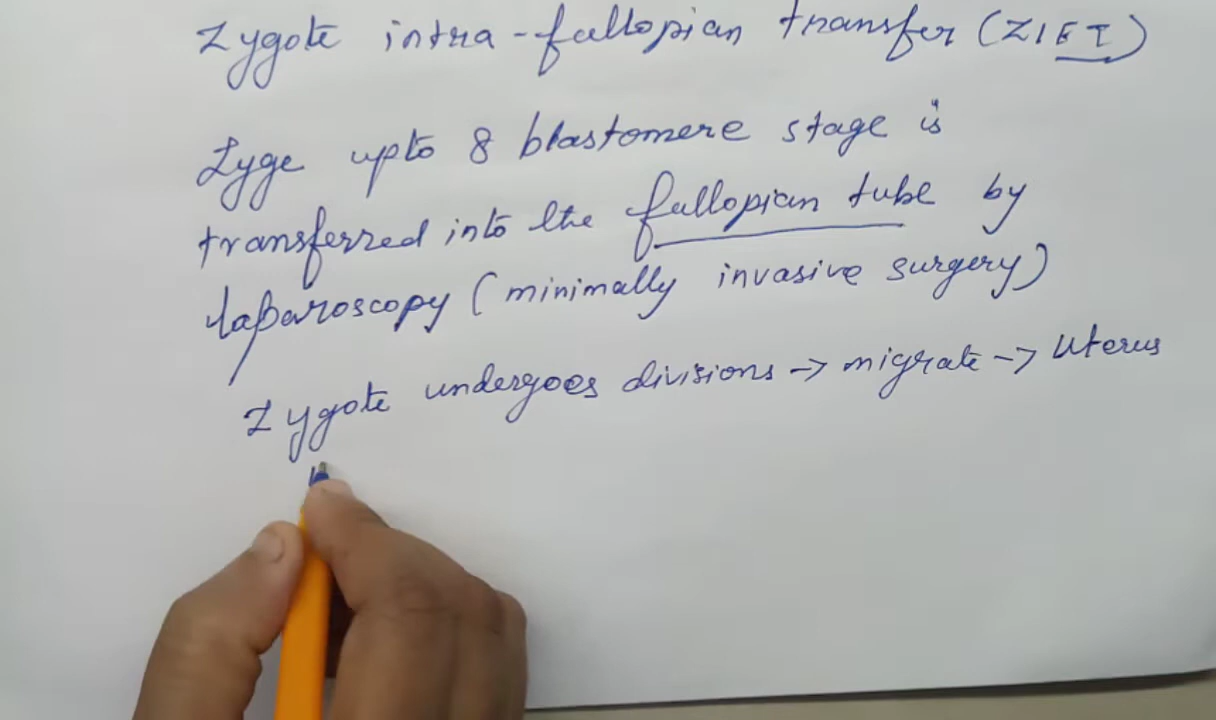 Zygote intra-fallopian transfer (ZIFT)
Zyge upto 8 blastomere stage is
transferred into the fallopian tube by
laparoscopy (minimally invasive surgery)
Zygote undergoes divisions -> migrate -> Uterus